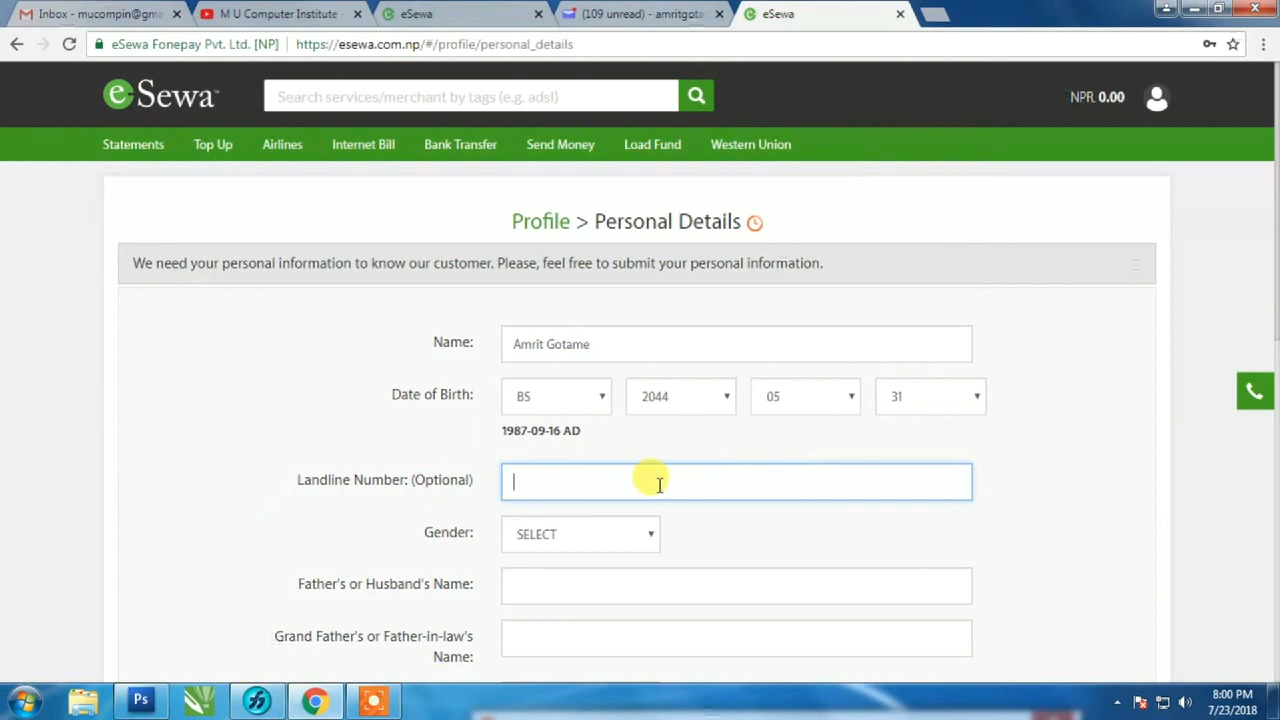 Inbox - mucompin@gma
M U Computer Institute -
eSewa
(109 unread) - amritgota
eSewa
eSewa Fonepay Pvt. Ltd. [NP]
https://esewa.com.np/#/profile/personal_details
eSewa
Search services/merchant by tags (e.g. adsl)
NPR 0.00
Statements
Top Up
Airlines
Internet Bill
Bank Transfer
Send Money
Load Fund
Western Union
Profile > Personal Details
We need your personal information to know our customer. Please, feel free to submit your personal information.
Name:
Amrit Gotame
Date of Birth:
BS
2044
05
31
1987-09-16 AD
Landline Number: (Optional)
Gender:
SELECT
Father's or Husband's Name:
Grand Father's or Father-in-law's
Name:
Ps
8:00 PM
7/23/2018